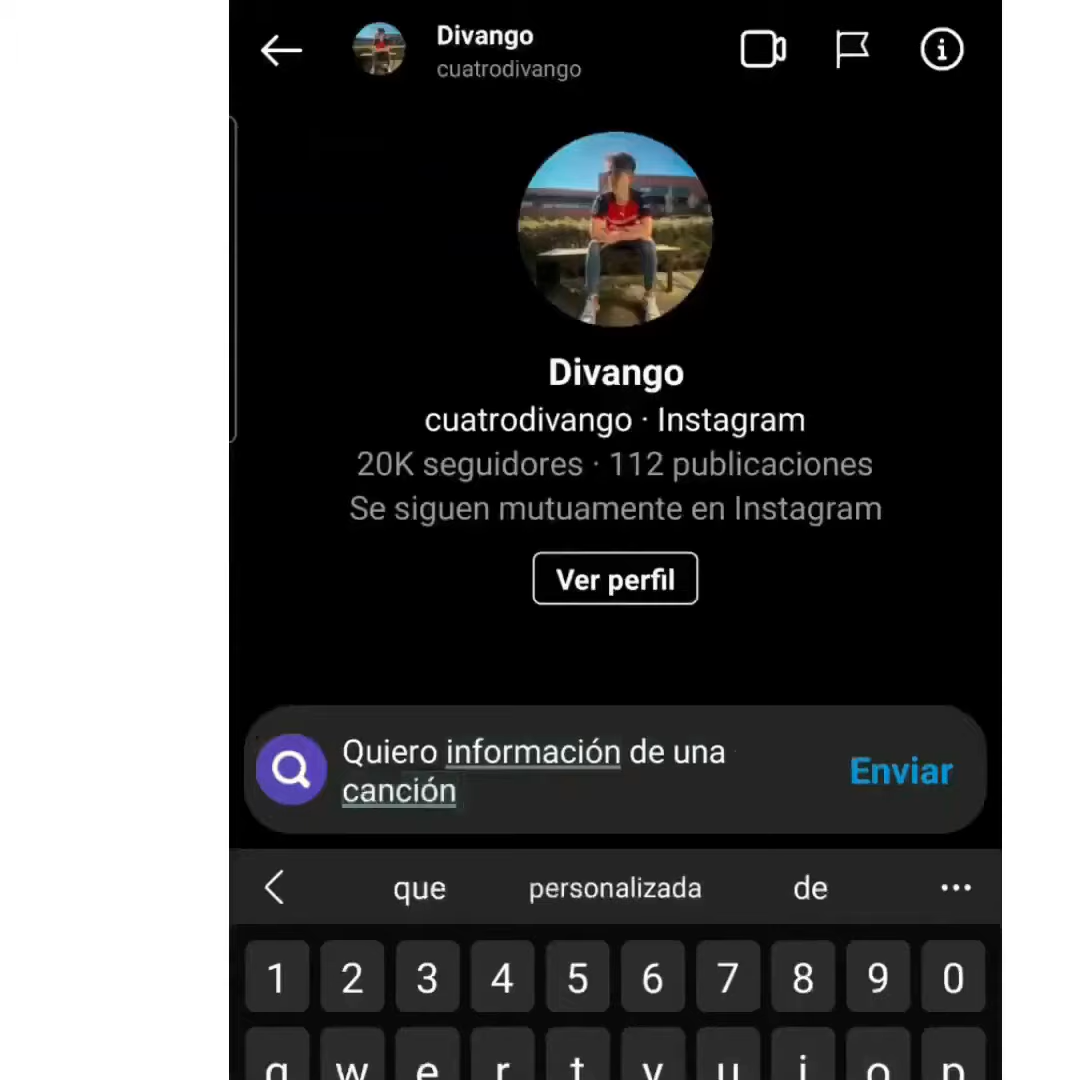 Divango
cuatrodivango
Divango
cuatrodivango · Instagram
20K seguidores · 112 publicaciones
Se siguen mutuamente en Instagram
Ver perfil
Quiero información de una
canción
Enviar
que personalizada de
1 2 3 4 5 6 7 8 9 0
q w e r t y u i o p